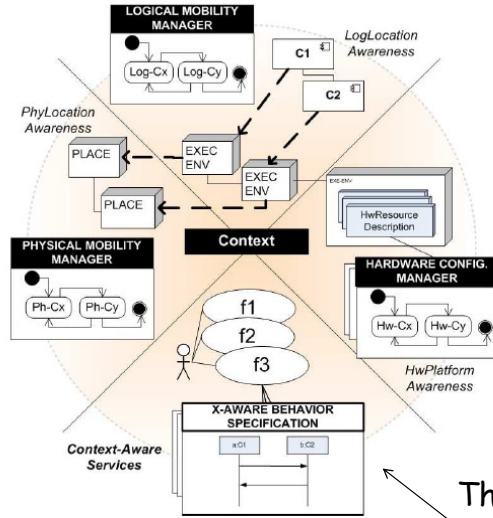 LOGICAL MOBILITY
MANAGER
Log-Cx
Log-Cy
C1
C2
LogLocation
Awareness
PhyLocation
Awareness
PLACE
EXEC
ENV
EXEC
ENV
PLACE
EXE-ENV
HwResource
Description
Context
PHYSICAL MOBILITY
MANAGER
Ph-Cx
Ph-Cy
HARDWARE CONFIG.
MANAGER
Hw-Cx
Hw-Cy
HwPlatform
Awareness
f1
f2
f3
X-AWARE BEHAVIOR
SPECIFICATION
a:C1
b:C2
Context-Aware
Services
Th